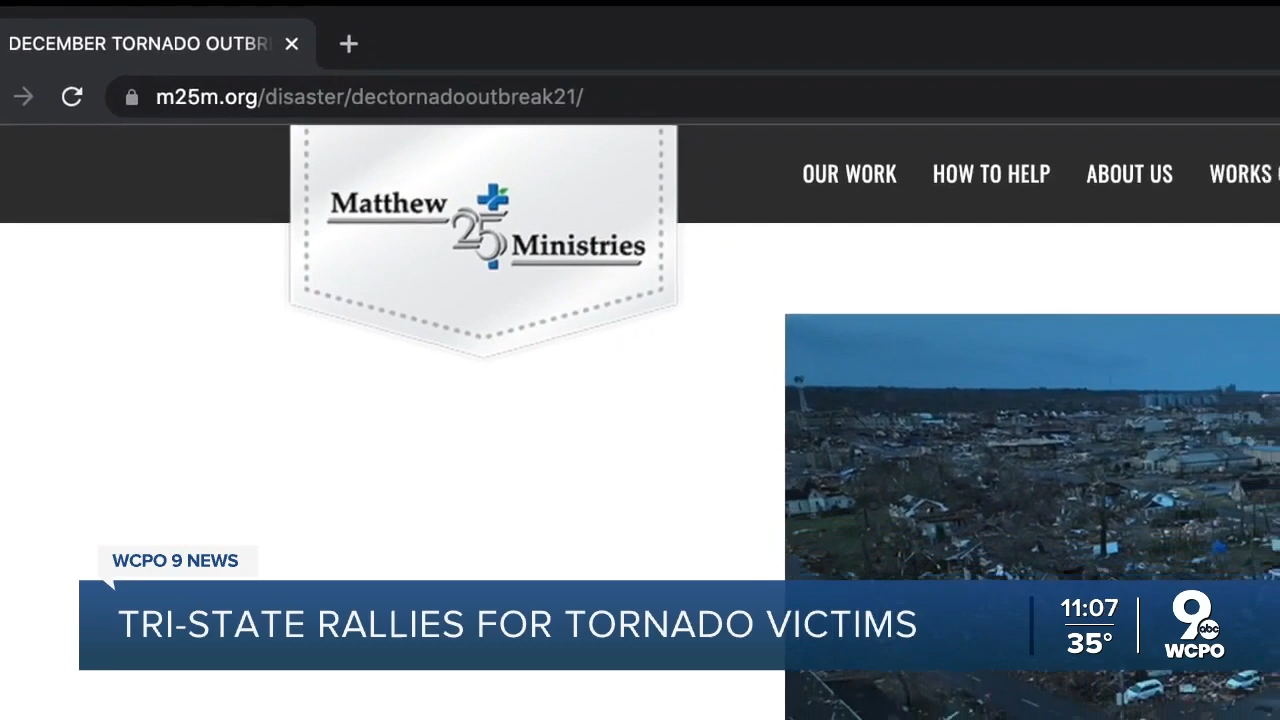 DECEMBER TORNADO OUTBR
m25m.org/disaster/dectornadooutbreak21/
OUR WORK HOW TO HELP ABOUT US WORKS
Matthew 25 Ministries
WCPO 9 NEWS
TRI-STATE RALLIES FOR TORNADO VICTIMS
11:07
35°
9 abc
WCPO